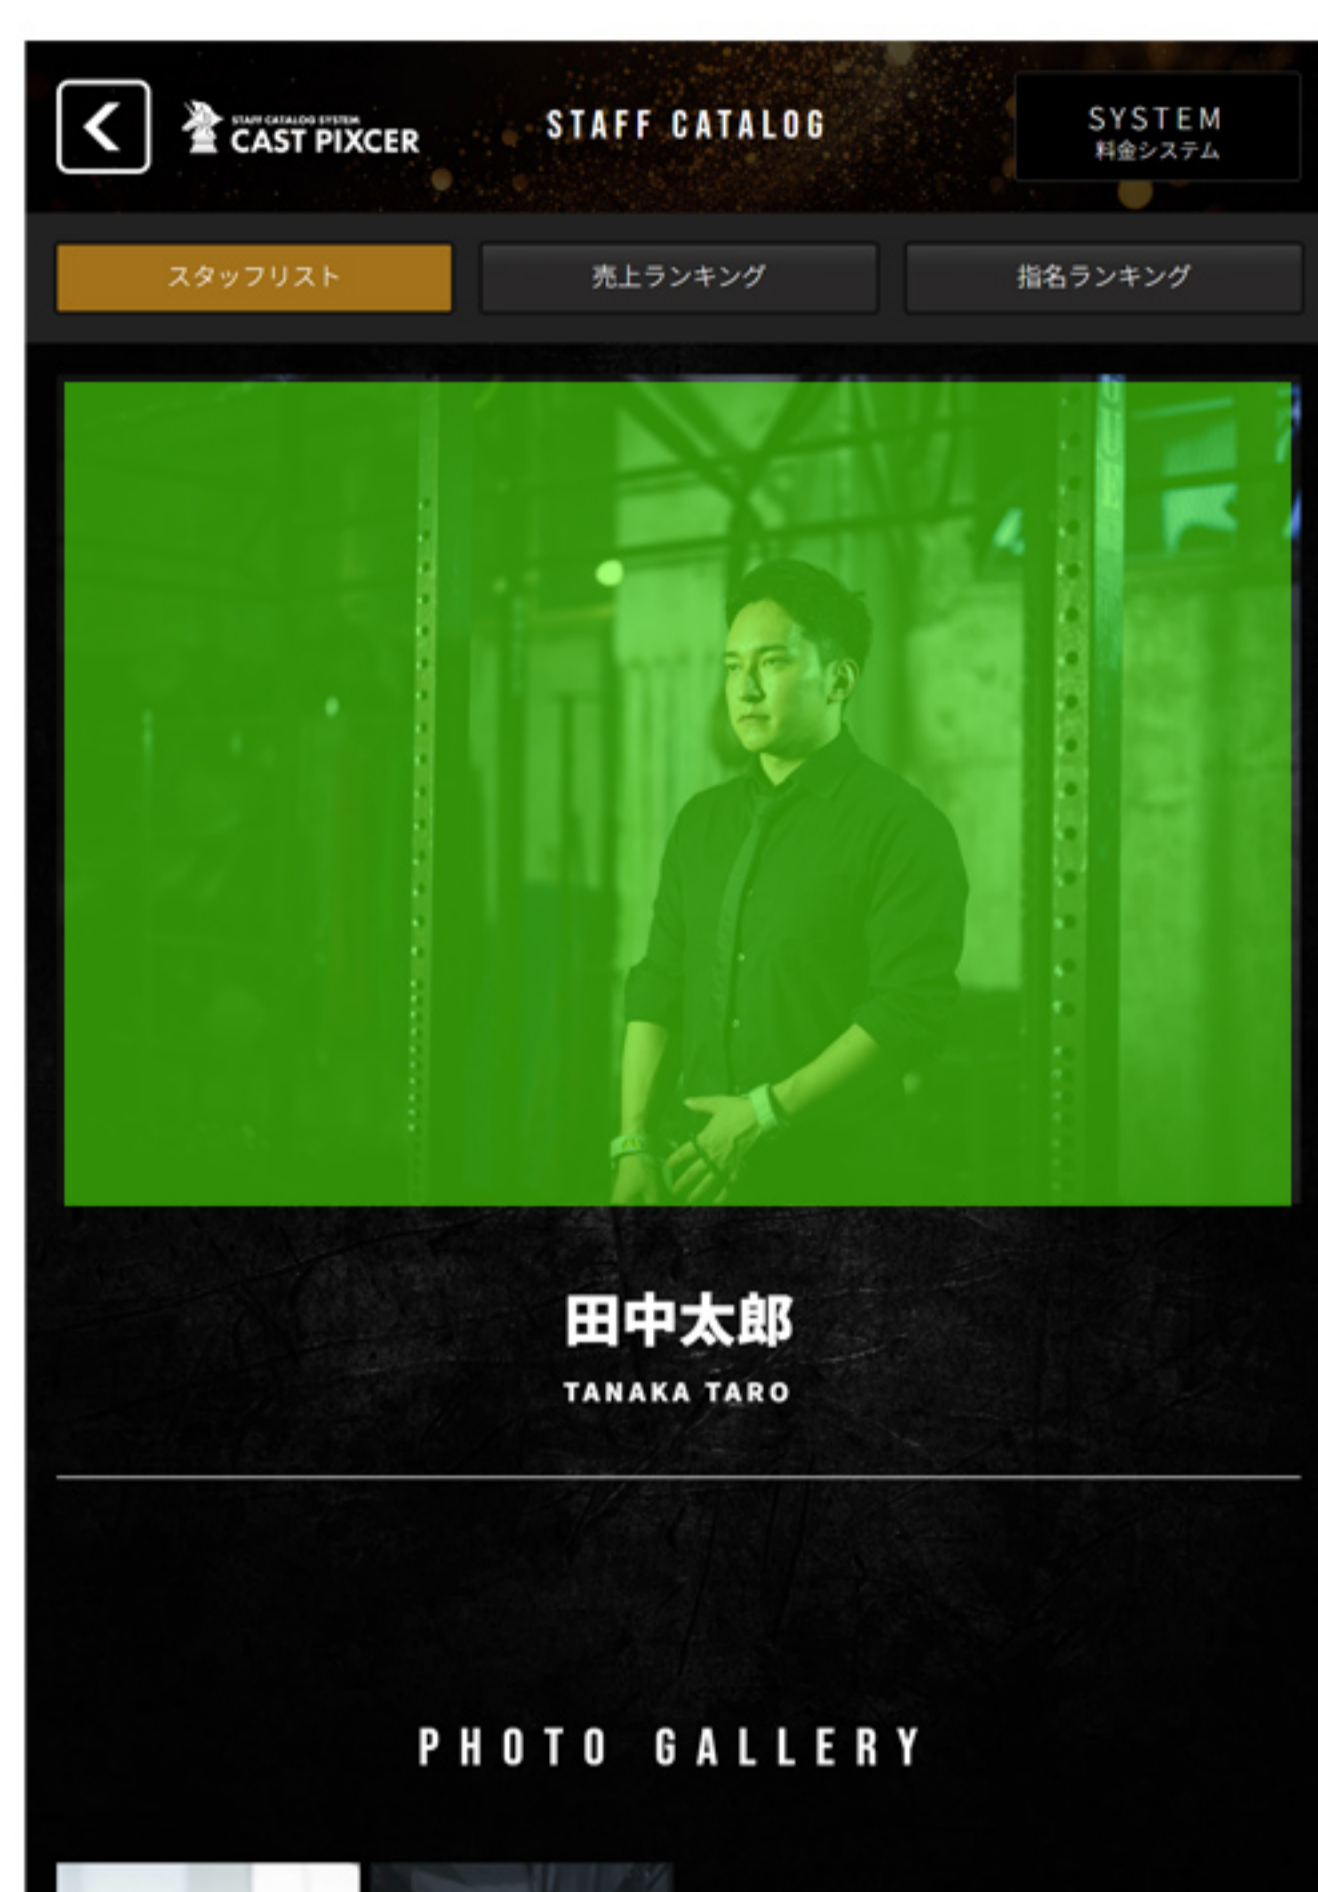 STAFF CATALOG SYSTEM
CAST PIXCER
STAFF CATALOG
SYSTEM
料金システム
スタッフリスト
売上ランキング
指名ランキング
田中太郎
TANAKA TARO
PHOTO GALLERY